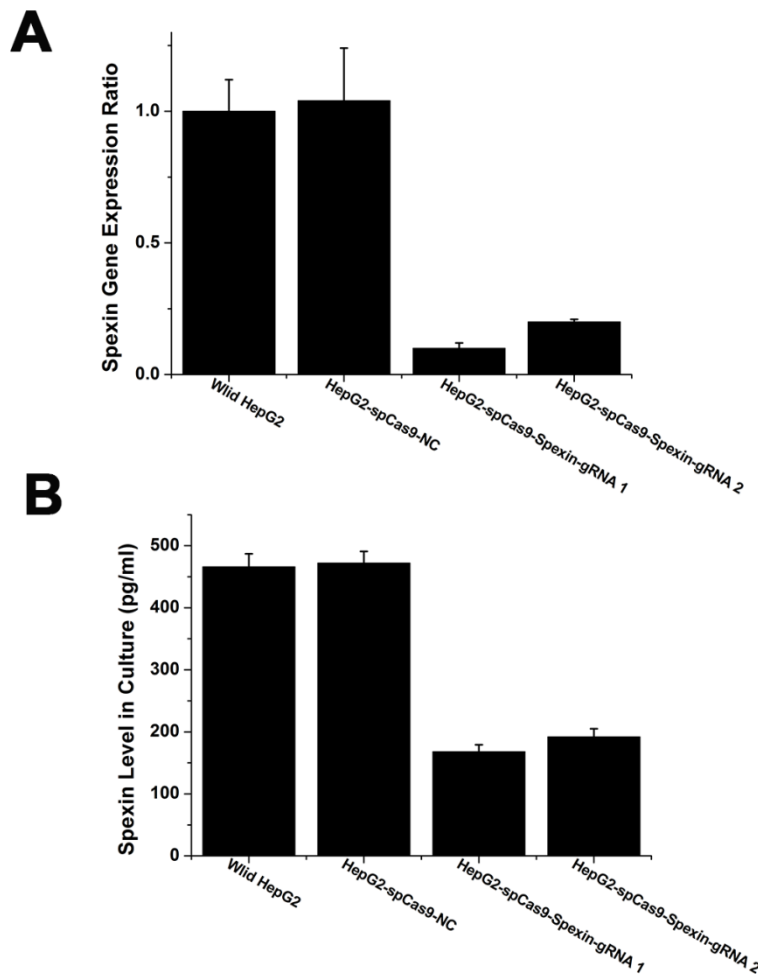 A
Spexin Gene Expression Ratio
1.0
0.5
0.0
Wlid HepG2
HepG2-spCas9-NC
HepG2-spCas9-Spexin-gRNA 1
HepG2-spCas9-Spexin-gRNA 2
B
Spexin Level in Culture (pg/ml)
500
400
300
200
100
0
Wlid HepG2
HepG2-spCas9-NC
HepG2-spCas9-Spexin-gRNA 1
HepG2-spCas9-Spexin-gRNA 2